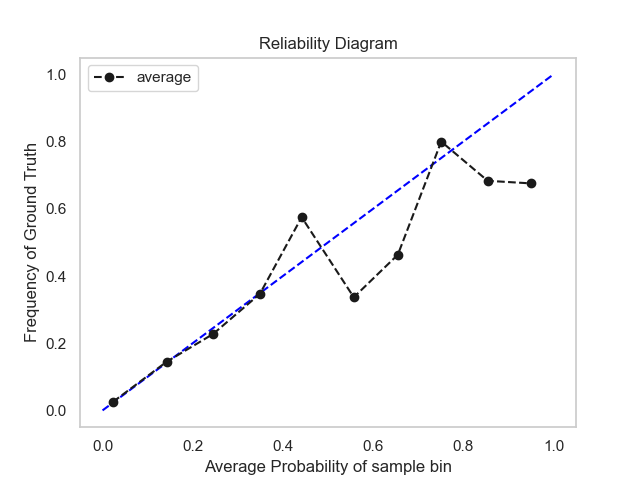 Reliability Diagram
average
Frequency of Ground Truth
1.0
0.8
0.6
0.4
0.2
0.0
0.0 0.2 0.4 0.6 0.8 1.0
Average Probability of sample bin